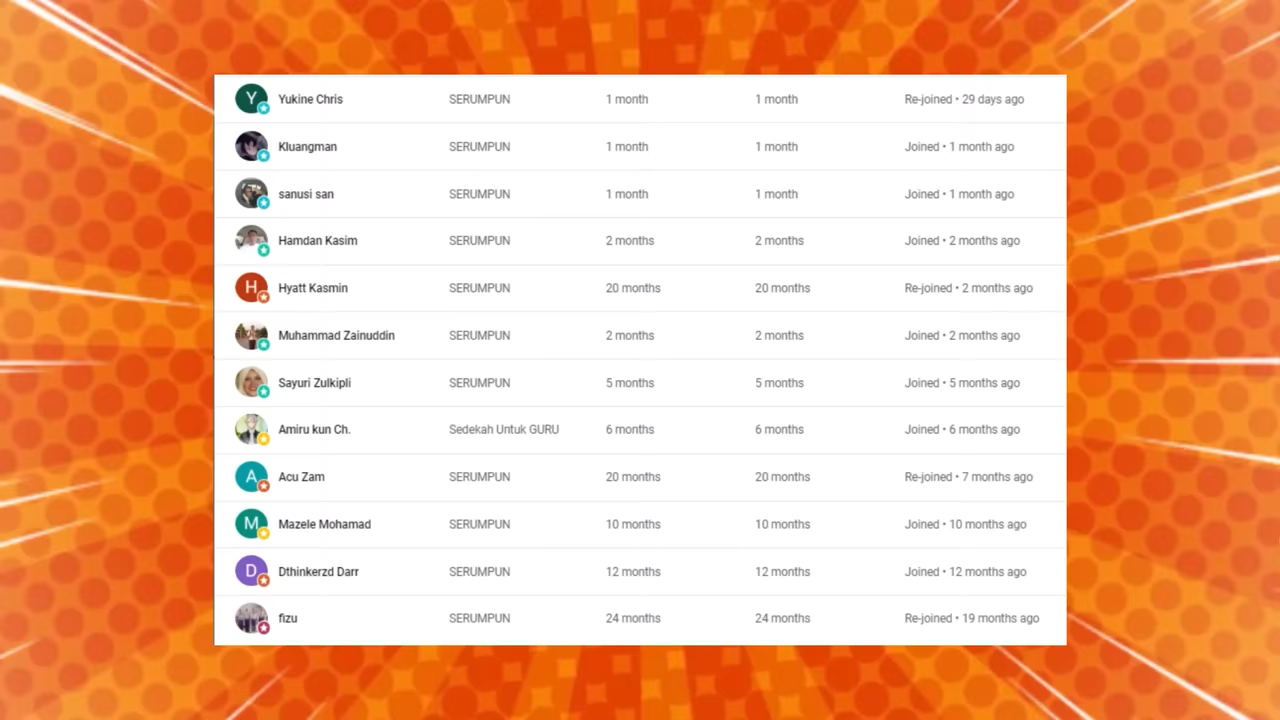 Y Yukine Chris SERUMPUN 1 month 1 month Re-joined • 29 days ago
Kluangman SERUMPUN 1 month 1 month Joined • 1 month ago
sanusi san SERUMPUN 1 month 1 month Joined • 1 month ago
Hamdan Kasim SERUMPUN 2 months 2 months Joined • 2 months ago
H Hyatt Kasmin SERUMPUN 20 months 20 months Re-joined • 2 months ago
Muhammad Zainuddin SERUMPUN 2 months 2 months Joined • 2 months ago
Sayuri Zulkipli SERUMPUN 5 months 5 months Joined • 5 months ago
Amiru kun Ch. Sedekah Untuk GURU 6 months 6 months Joined • 6 months ago
A Acu Zam SERUMPUN 20 months 20 months Re-joined • 7 months ago
M Mazele Mohamad SERUMPUN 10 months 10 months Joined • 10 months ago
D Dthinkerzd Darr SERUMPUN 12 months 12 months Joined • 12 months ago
fizu SERUMPUN 24 months 24 months Re-joined • 19 months ago